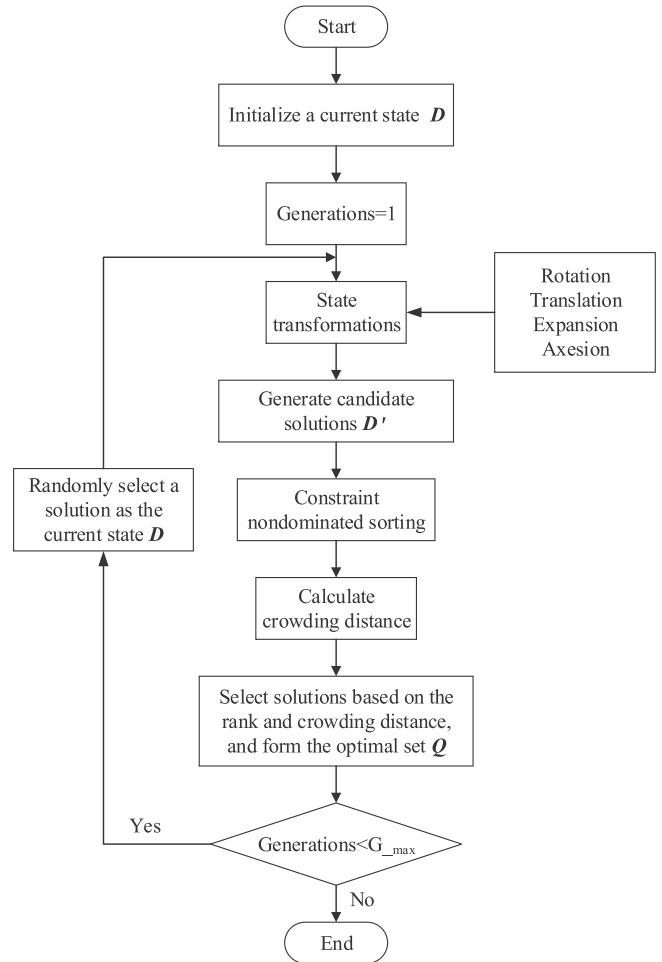 Start
Initialize a current state D
Generations=1
State
transformations
Rotation
Translation
Expansion
Axesion
Generate candidate
solutions D'
Randomly select a
solution as the
current state D
Constraint
nondominated sorting
Calculate
crowding distance
Select solutions based on the
rank and crowding distance,
and form the optimal set Q
Yes
Generations<G_max
No
End